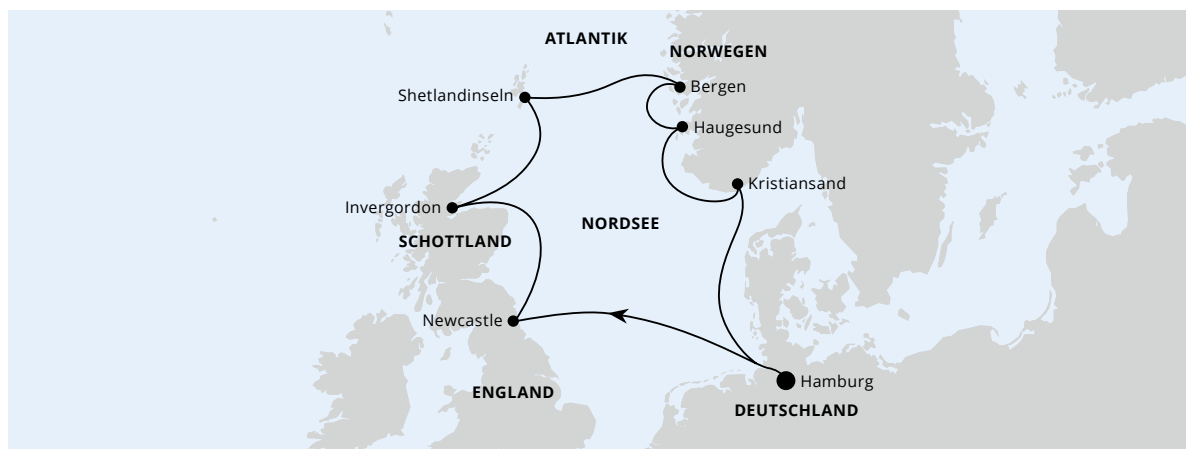 ATLANTIK
NORWEGEN
Bergen
Shetlandinseln
Haugesund
Kristiansand
Invergordon
NORDSEE
SCHOTTLAND
Newcastle
Hamburg
ENGLAND
DEUTSCHLAND